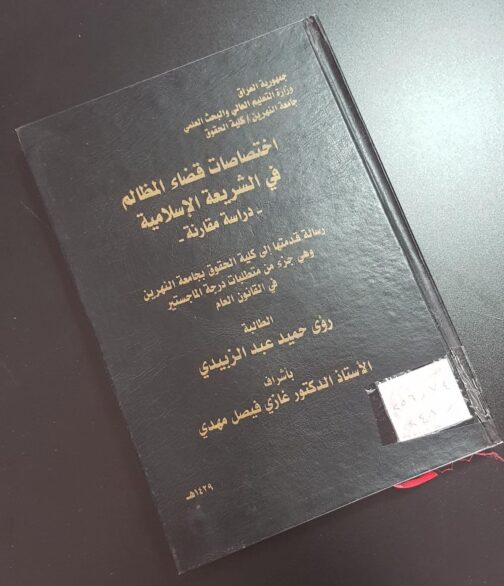 جمهورية العراق
وزارة التعليم العالي والبحث العلمي
جامعة النهرين / كلية الحقوق
اختصاصات قضاء المظالم
في الشريعة الإسلامية
- دراسة مقارنة -
رسالة قدمتها الى كلية الحقوق بجامعة النهرين
وهي جزء من متطلبات درجة الماجستير
في القانون العام
الطالبة
رؤى حميد عبد الزبيدي
بأشراف
الأستاذ الدكتور غازي فيصل مهدي
١٤٢٩هـ